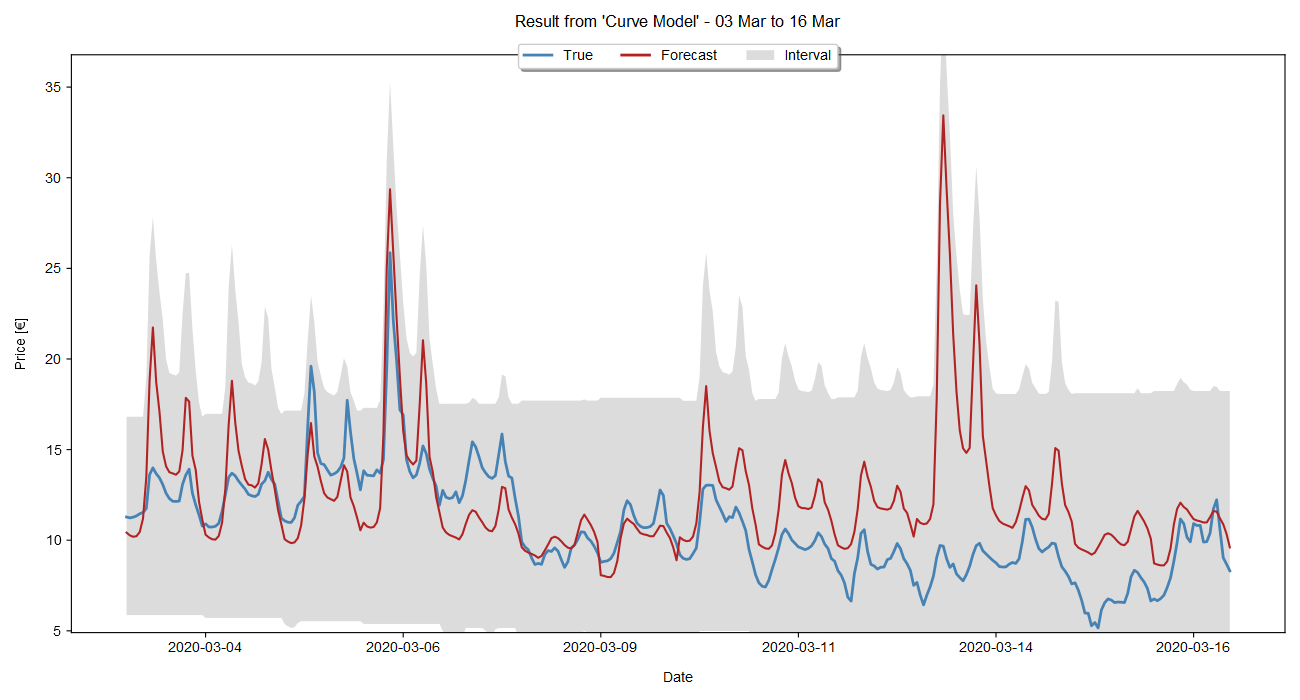 Result from 'Curve Model' - 03 Mar to 16 Mar
True Forecast Interval
35
30
25
20
15
10
5
Price [€]
2020-03-04 2020-03-06 2020-03-09 2020-03-11 2020-03-14 2020-03-16
Date